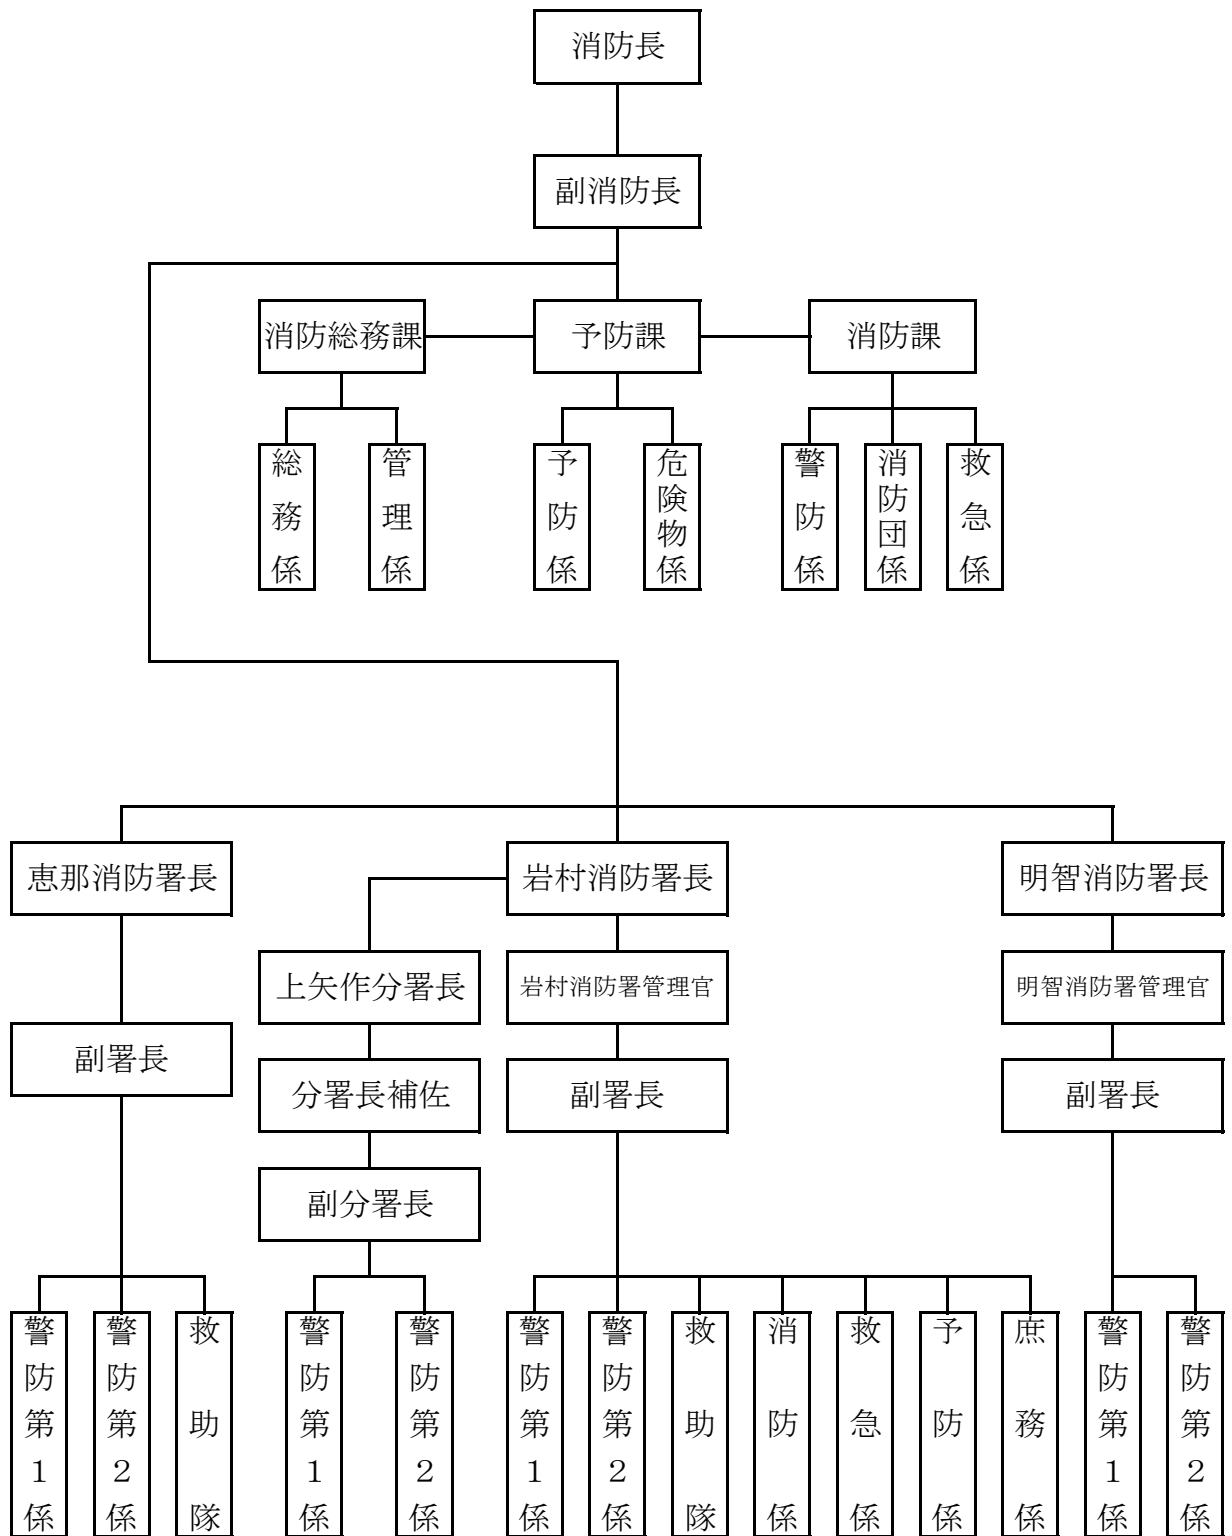 消防長
副消防長
消防総務課
予防課
消防課
総務係
管理係
予防係
危険物係
警防係
消防団係
救急係
恵那消防署長
岩村消防署長
明智消防署長
上矢作分署長
岩村消防署管理官
明智消防署管理官
副署長
分署長補佐
副署長
副署長
副分署長
警防第1係
警防第2係
救助隊
警防第1係
警防第2係
警防第1係
警防第2係
救助隊
消防係
救急係
予防係
庶務係
警防第1係
警防第2係